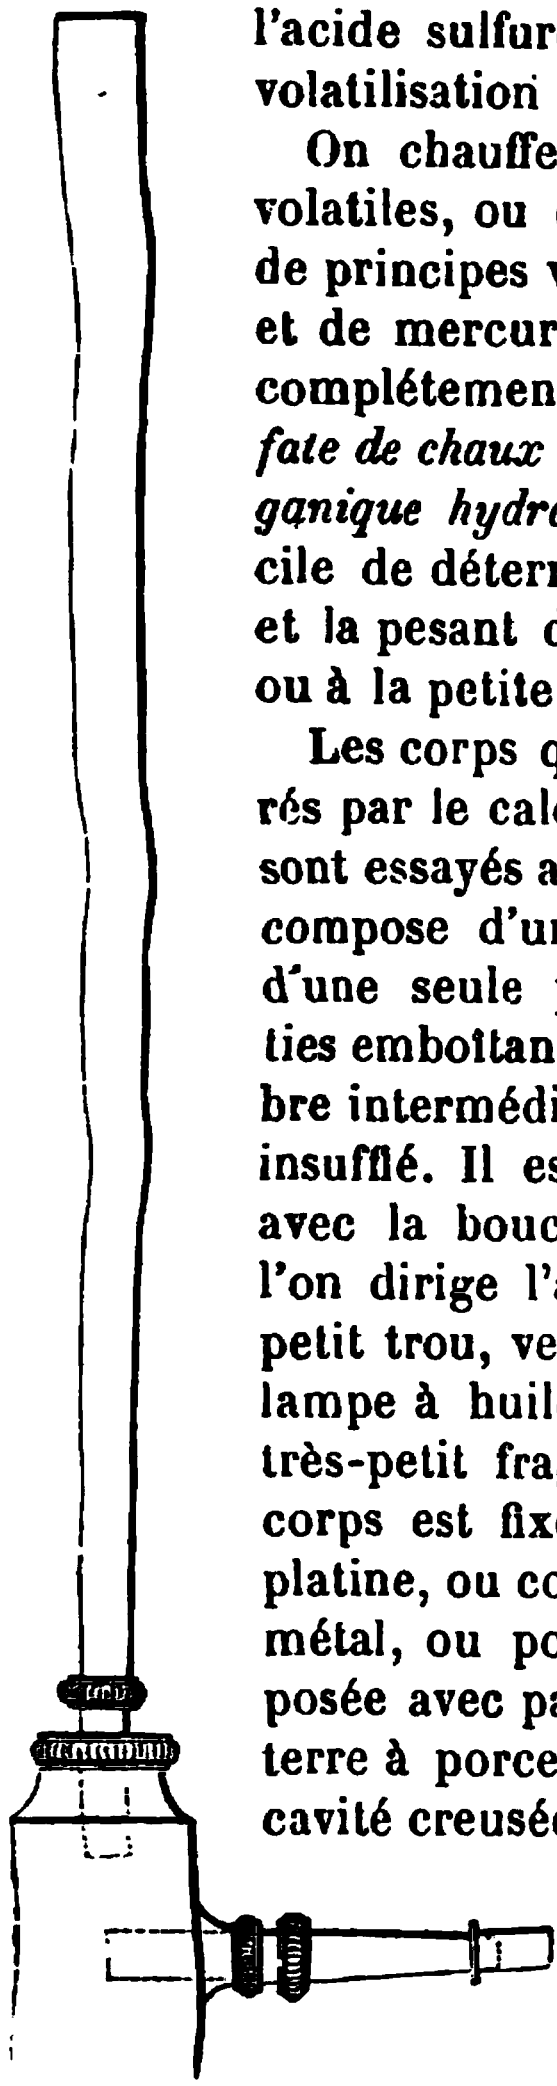 l'acide sulfur
volatilisation
On chauffe
volatiles, ou
de principes
et de mercur
complétemen
fate de chaux
ganique hydr
cile de déter
et la pesant
ou à la petite
Les corps q
rés par le cal
sont essayés a
compose d'un
d'une seule
ties emboîtan
bre intermédi
insufflé. Il es
avec la bouc
l'on dirige l'a
petit trou, ve
lampe à huil
très-petit fra
corps est fix
platine, ou co
métal, ou po
posée avec pa
terre à porce
cavité creusé